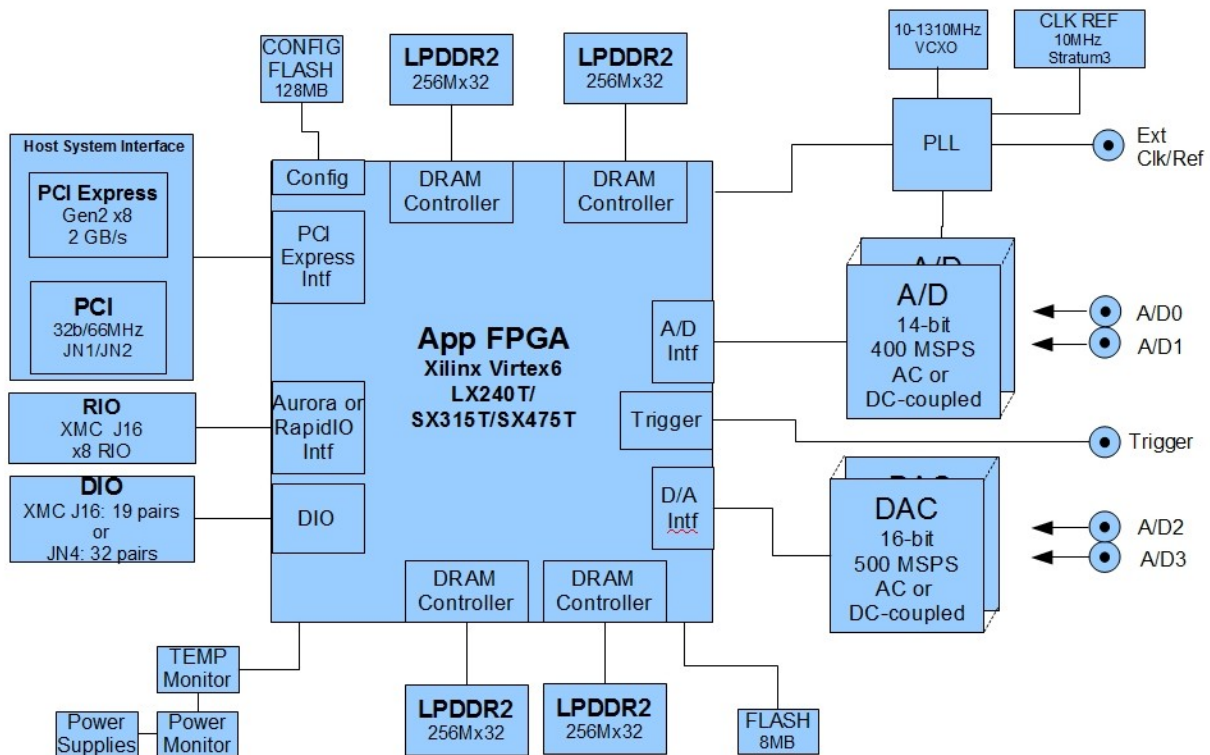 CONFIG
FLASH
128MB
LPDDR2
256Mx32
LPDDR2
256Mx32
10-1310MHz
VCXO
CLK REF
10MHz
Stratum3
PLL
Ext
Clk/Ref
Host System Interface
PCI Express
Gen2 x8
2 GB/s
PCI
32b/66MHz
JN1/JN2
RIO
XMC J16
x8 RIO
DIO
XMC J16: 19 pairs
or
JN4: 32 pairs
Config
DRAM
Controller
DRAM
Controller
PCI
Express
Intf
App FPGA
Xilinx Virtex6
LX240T/
SX315T/SX475T
A/D
Intf
Aurora or
RapidIO
Intf
Trigger
DIO
D/A
Intf
DRAM
Controller
DRAM
Controller
A/D
A/D
14-bit
400 MSPS
AC or
DC-coupled
A/D0
A/D1
Trigger
DAC
DAC
16-bit
500 MSPS
AC or
DC-coupled
A/D2
A/D3
TEMP
Monitor
Power
Supplies
Power
Monitor
LPDDR2
256Mx32
LPDDR2
256Mx32
FLASH
8MB